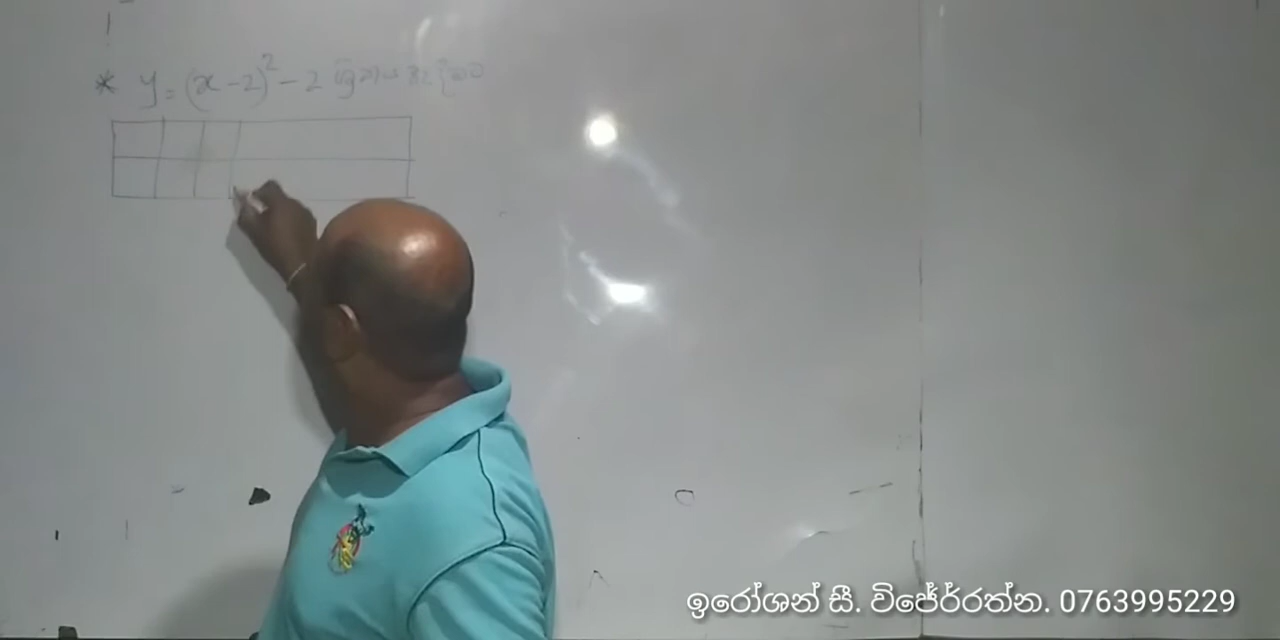 * y = (x - 2)² - 2
ඉරෝශන් සී. විජේර්රත්න. 0763995229